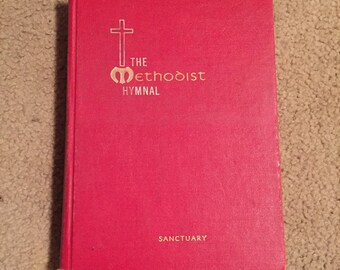 THE
Methodist
HYMNAL
SANCTUARY